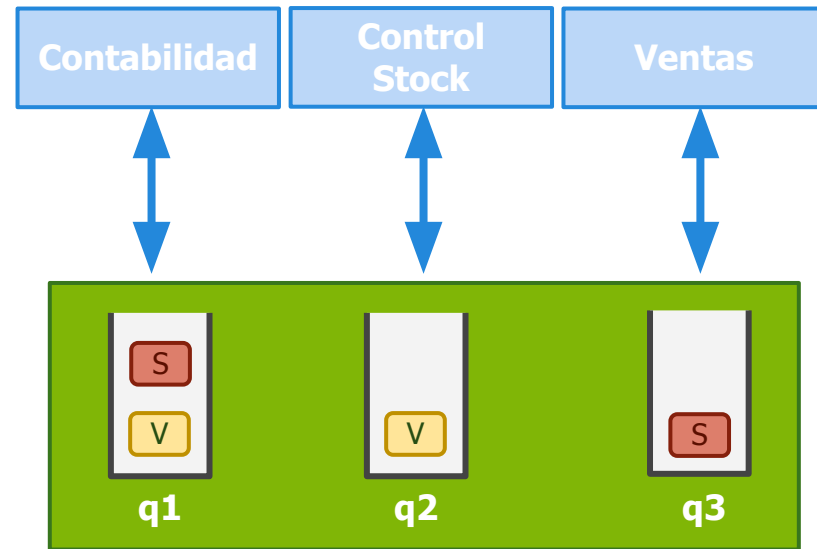 Contabilidad
Control
Stock
Ventas
S
V
V
S
q1
q2
q3